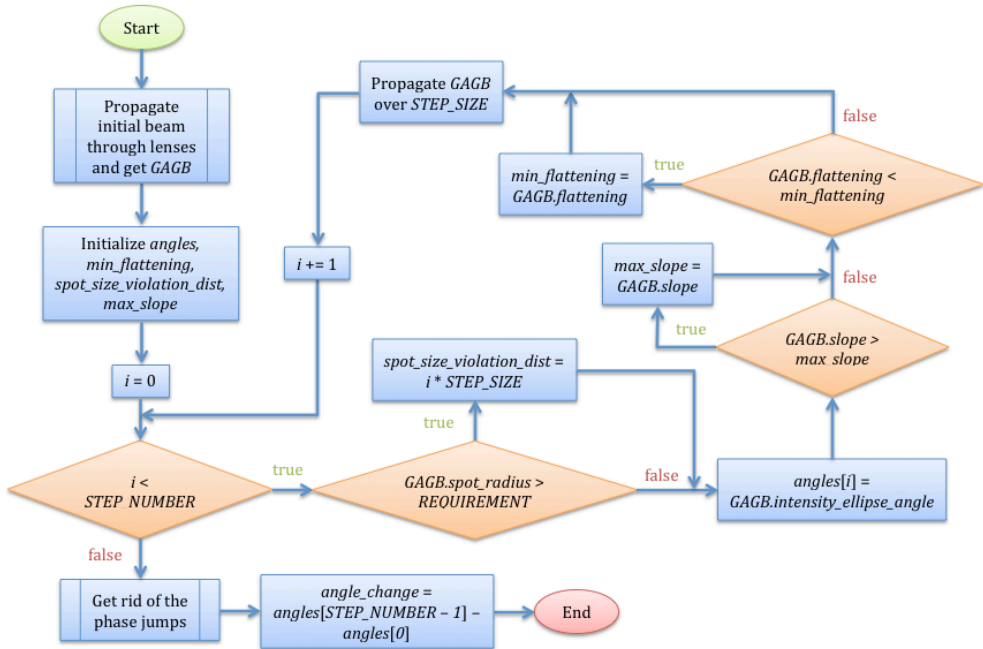 Start
Propagate
initial beam
through lenses
and get GAGB
Initialize angles,
min_flattening,
spot_size_violation_dist,
max_slope
i = 0
i <
STEP_NUMBER
true
false
GAGB.spot_radius >
REQUIREMENT
true
false
spot_size_violation_dist =
i * STEP_SIZE
angles[i] =
GAGB.intensity_ellipse_angle
GAGB.slope >
max_slope
true
false
max_slope =
GAGB.slope
GAGB.flattening <
min_flattening
true
false
min_flattening =
GAGB.flattening
Propagate GAGB
over STEP_SIZE
i += 1
Get rid of the
phase jumps
angle_change =
angles[STEP_NUMBER – 1] –
angles[0]
End